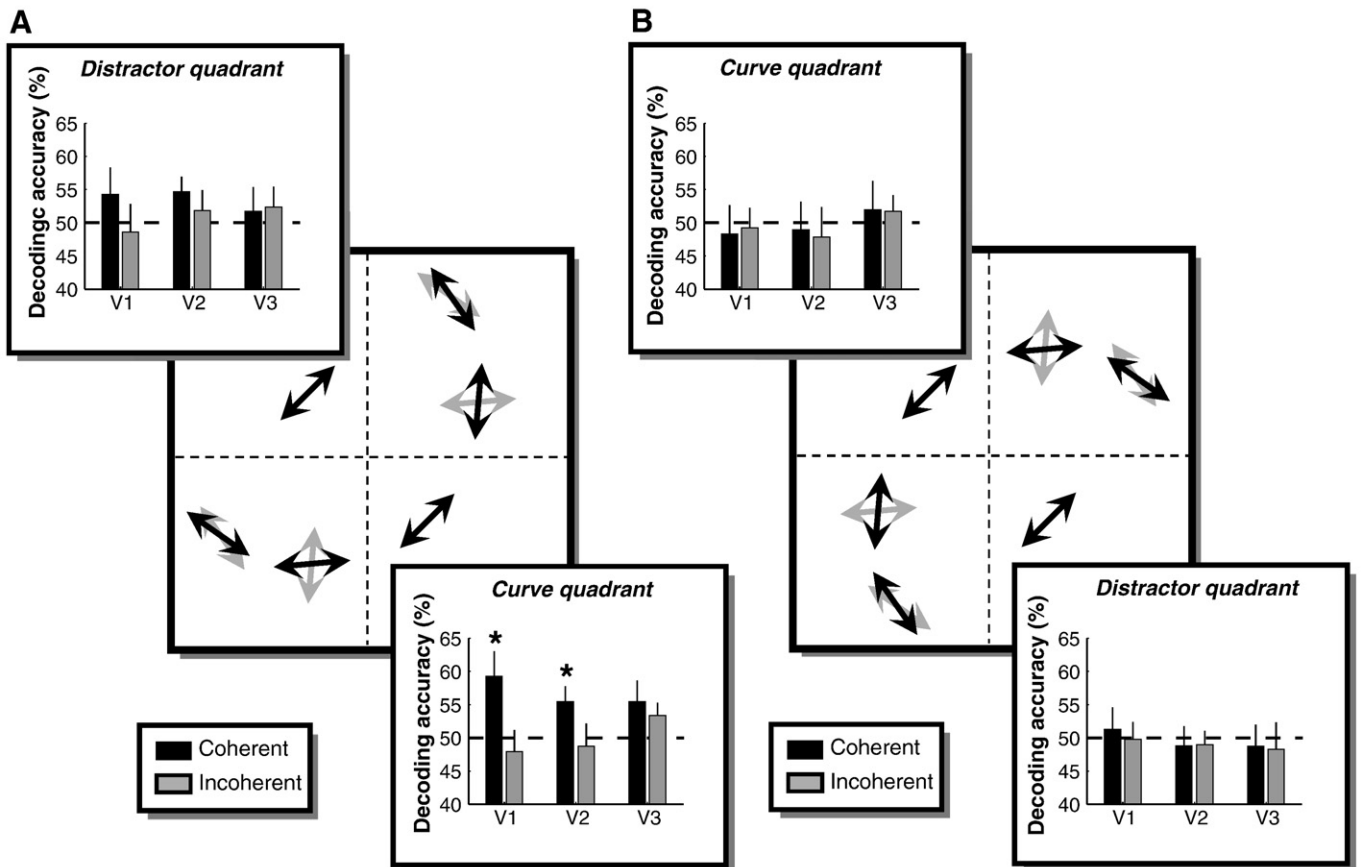 A
Distractor quadrant
Decodingc accuracy (%)
65
60
55
50
45
40
V1 V2 V3
Curve quadrant
Decoding accuracy (%)
65
60
55
50
45
40
* *
V1 V2 V3
Coherent
Incoherent
B
Curve quadrant
Decoding accuracy (%)
65
60
55
50
45
40
V1 V2 V3
Distractor quadrant
Decoding accuracy (%)
65
60
55
50
45
40
V1 V2 V3
Coherent
Incoherent